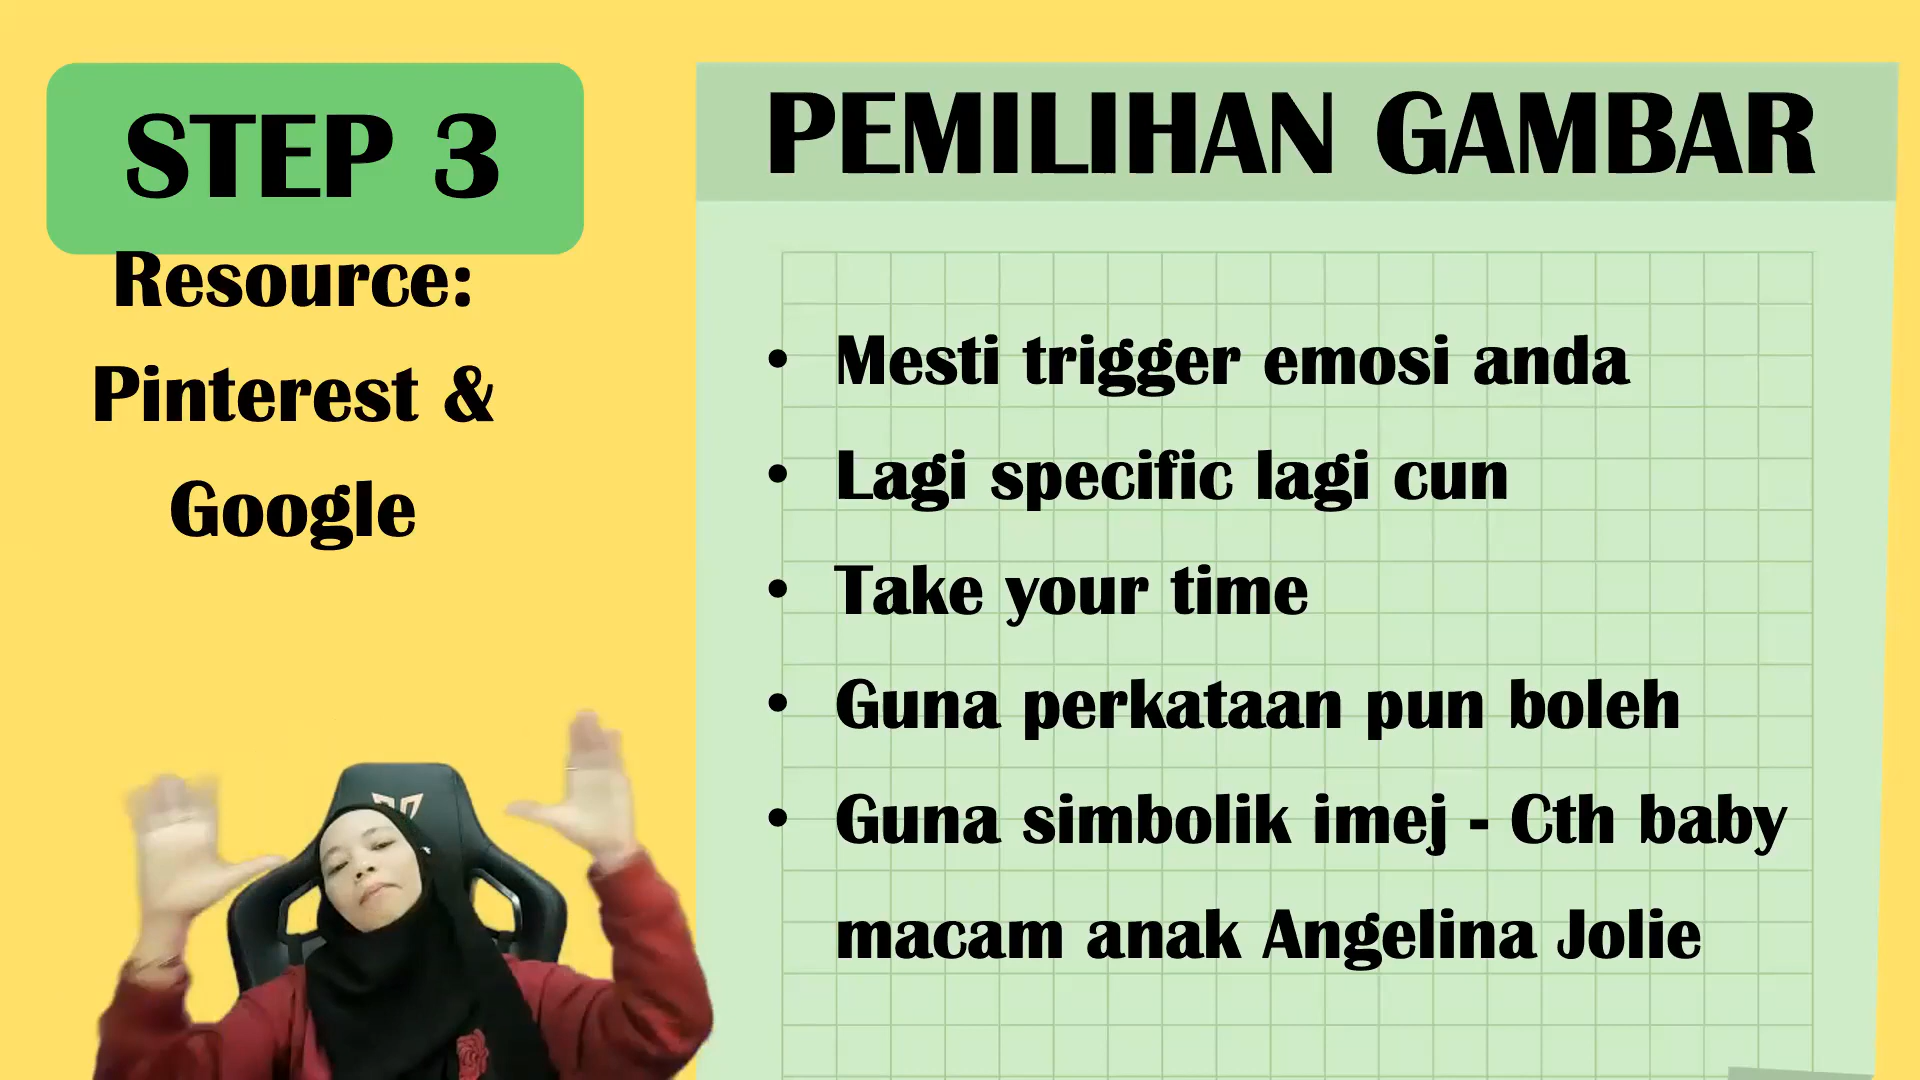 STEP 3
Resource:
Pinterest &
Google
PEMILIHAN GAMBAR
• Mesti trigger emosi anda
• Lagi specific lagi cun
• Take your time
• Guna perkataan pun boleh
• Guna simbolik imej - Cth baby
macam anak Angelina Jolie